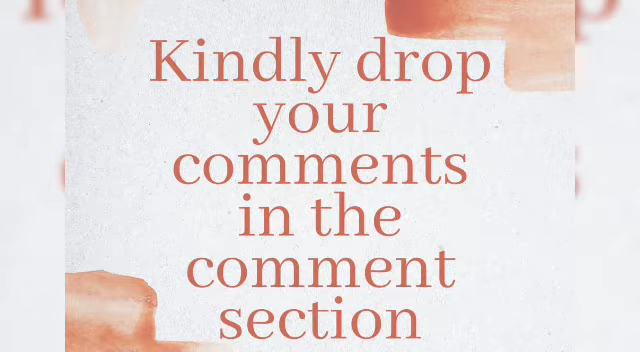 Kindly drop
your
comments
in the
comment
section